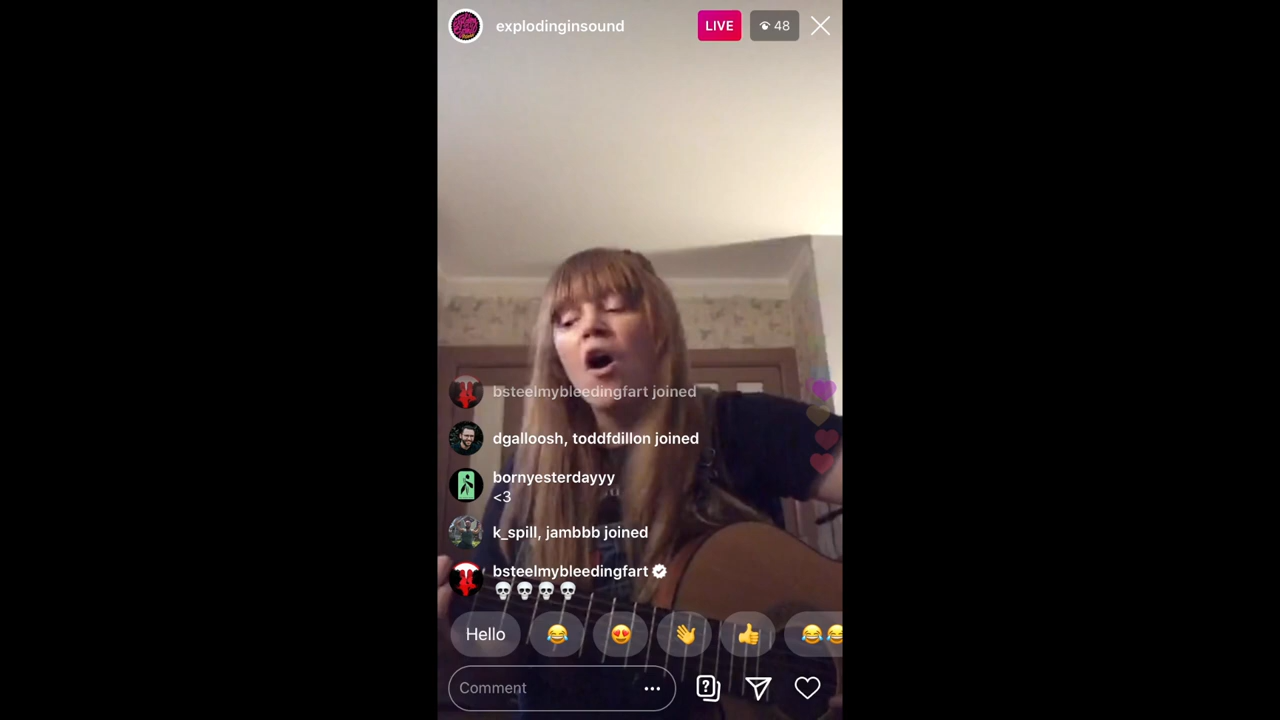 explodinginsound
LIVE
48
bsteelmybleedingfart joined
dgalloosh, toddfdillon joined
bornyesterdayyy
<3
k_spill, jambbb joined
bsteelmybleedingfart
💀💀💀💀
Hello 😂 😍 👋 👍 😂😂
Comment